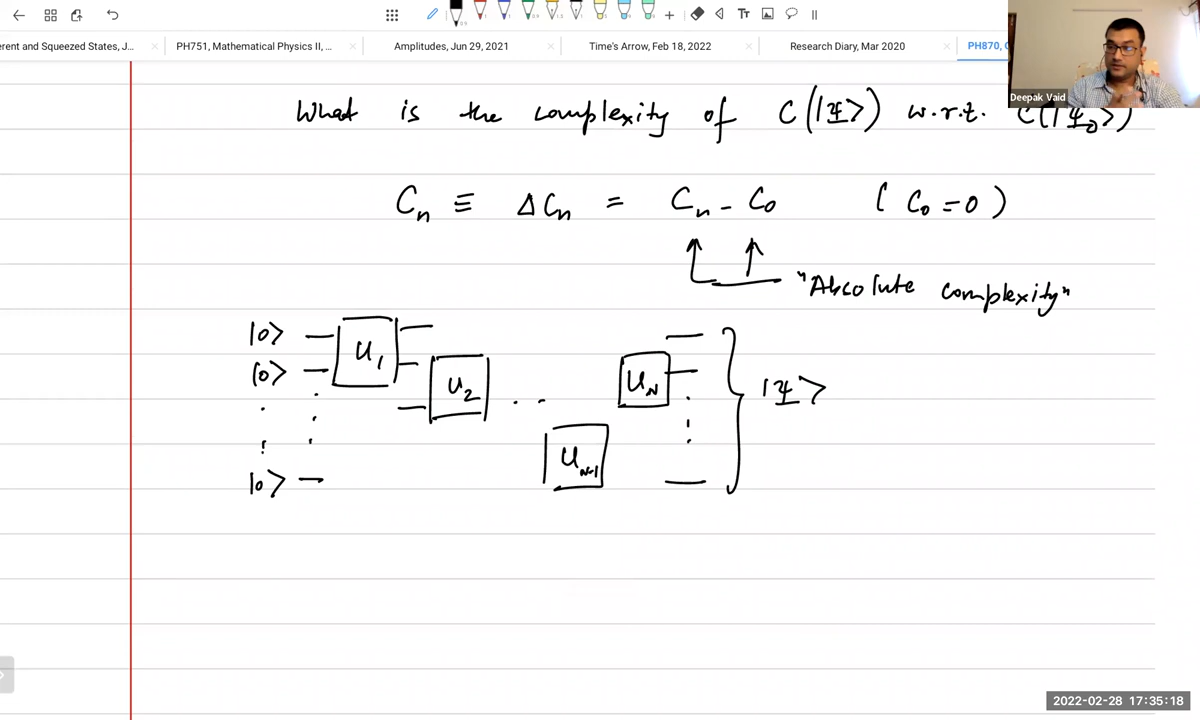 erent and Squeezed States, J...
PH751, Mathematical Physics II, ...
Amplitudes, Jun 29, 2021
Time's Arrow, Feb 18, 2022
Research Diary, Mar 2020
PH870,
Deepak Vaid
What is the complexity of C(|Ψ>) w.r.t. C(|Ψ₀>)
Cₙ ≡ ΔCₙ = Cₙ - C₀ ( C₀ = 0 )
"Absolute complexity"
|0>
|0>
|0>
U₁
U₂
...
U_{N-1}
U_N
|Ψ>
2022-02-28 17:35:18